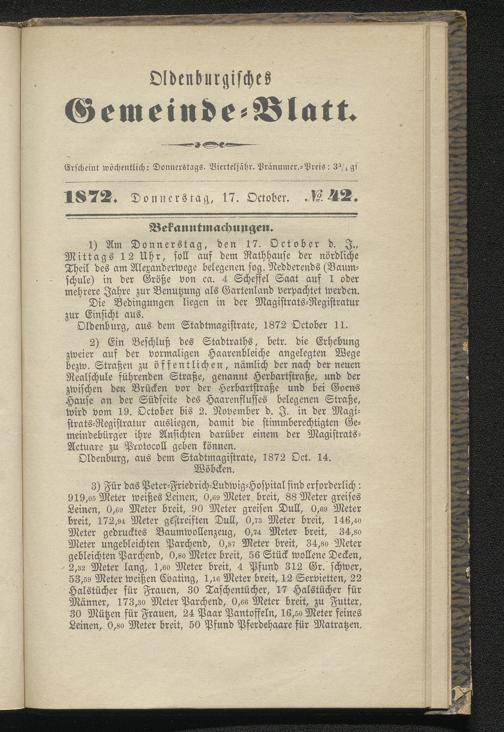 Oldenburgisches
Gemeinde-Blatt.
Erscheint wöchentlich: Donnerstags. Vierteljähr. Pränumer.-Preis: 3¾ gſ
1872. Donnerstag, 17. October. № 42.
Bekanntmachungen.
1) Am Donnerstag, den 17. October d. J.,
Mittags 12 Uhr, soll auf dem Rathhause der nördliche
Theil des am Alexanderwege belegenen sog. Nedderends (Baum-
schule) in der Größe von ca. 4 Scheffel Saat auf 1 oder
mehrere Jahre zur Benutzung als Gartenland verpachtet werden.
Die Bedingungen liegen in der Magistrats-Registratur
zur Einsicht aus.
Oldenburg, aus dem Stadtmagistrate, 1872 October 11.
2) Ein Beschluß des Stadtraths, betr. die Erhebung
zweier auf der vormaligen Haarenbleiche angelegten Wege
bezw. Straßen zu öffentlichen, nämlich der nach der neuen
Realschule führenden Straße, genannt Herbartstraße, und der
zwischen den Brücken vor der Herbartstraße und bei Goens
Hause an der Südseite des Haarenflusses belegenen Straße,
wird vom 19. October bis 2. November d. J. in der Magi-
strats-Registratur ausliegen, damit die stimmberechtigten Ge-
meindebürger ihre Ansichten darüber einem der Magistrats-
Actuare zu Protocoll geben können.
Oldenburg, aus dem Stadtmagistrate, 1872 Oct. 14.
Wöbcken.
3) Für das Peter-Friedrich-Ludwig-Hospital sind erforderlich:
919,05 Meter weißes Leinen, 0,69 Meter breit, 88 Meter greises
Leinen, 0,69 Meter breit, 90 Meter greisen Dull, 0,69 Meter
breit, 172,94 Meter gestreiften Dull, 0,73 Meter breit, 146,40
Meter gedrucktes Baumwollenzeug, 0,74 Meter breit, 34,80
Meter ungebleichten Parchend, 0,87 Meter breit, 34,80 Meter
gebleichten Parchend, 0,80 Meter breit, 56 Stück wollene Decken,
2,32 Meter lang, 1,60 Meter breit, 4 Pfund 312 Gr. schwer,
53,59 Meter weißen Coating, 1,16 Meter breit, 12 Servietten, 22
Halstücher für Frauen, 30 Taschentücher, 17 Halstücher für
Männer, 173,30 Meter Parchend, 0,66 Meter breit, zu Futter,
30 Mützen für Frauen, 24 Paar Pantoffeln, 16,50 Meter feines
Leinen, 0,80 Meter breit, 50 Pfund Pferdehaare für Matratzen.